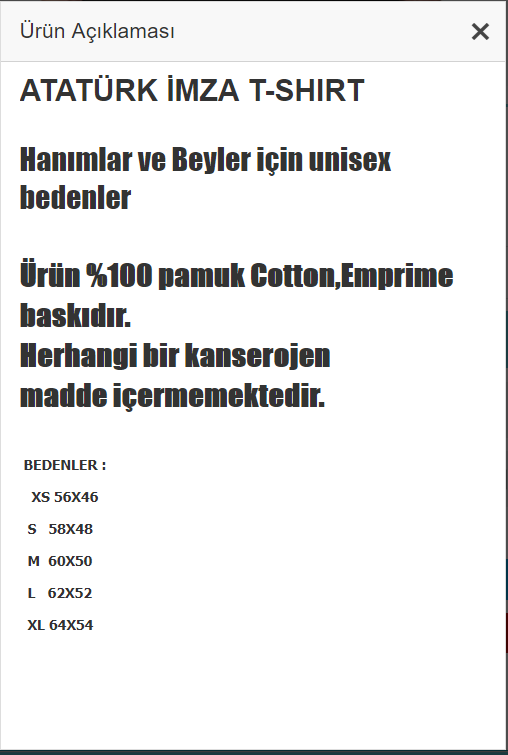 Ürün Açıklaması
ATATÜRK İMZA T-SHIRT
Hanımlar ve Beyler için unisex
bedenler
Ürün %100 pamuk Cotton,Emprime
baskıdır.
Herhangi bir kanserojen
madde içermemektedir.
BEDENLER :
XS 56X46
S 58X48
M 60X50
L 62X52
XL 64X54